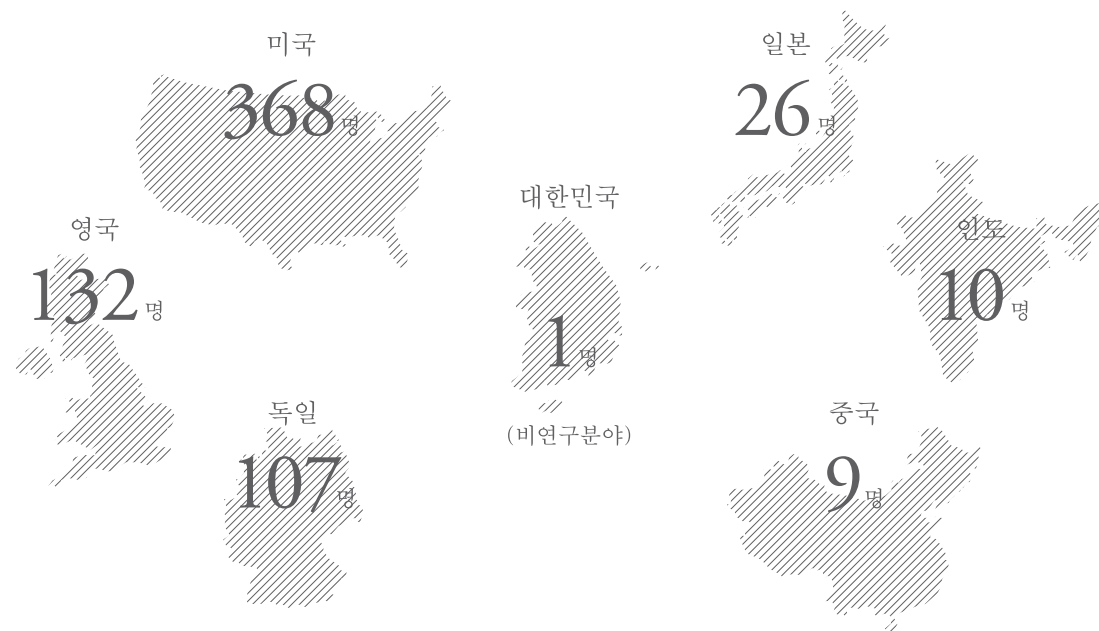 미국
368명
일본
26명
대한민국
1명
(비연구분야)
영국
132명
인도
10명
독일
107명
중국
9명